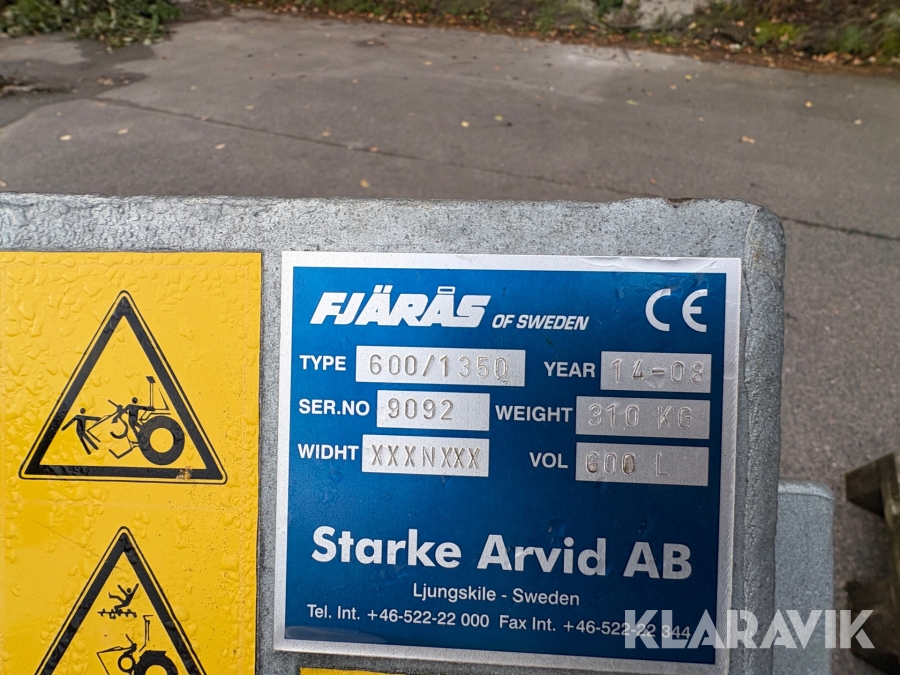 FJÄRÅS OF SWEDEN CE
TYPE 600/1350 YEAR 14-08
SER.NO 9092 WEIGHT 310 KG
WIDHT XXXNXXX VOL 600 L
Starke Arvid AB
Ljungskile - Sweden
Tel. Int. +46-522-22 000 Fax Int. +46-522-22 344
KLARAVIK